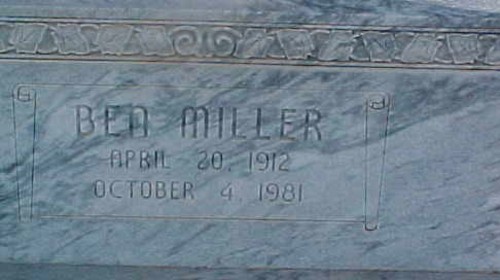 BEN MILLER
APRIL 20, 1912
OCTOBER 4, 1981